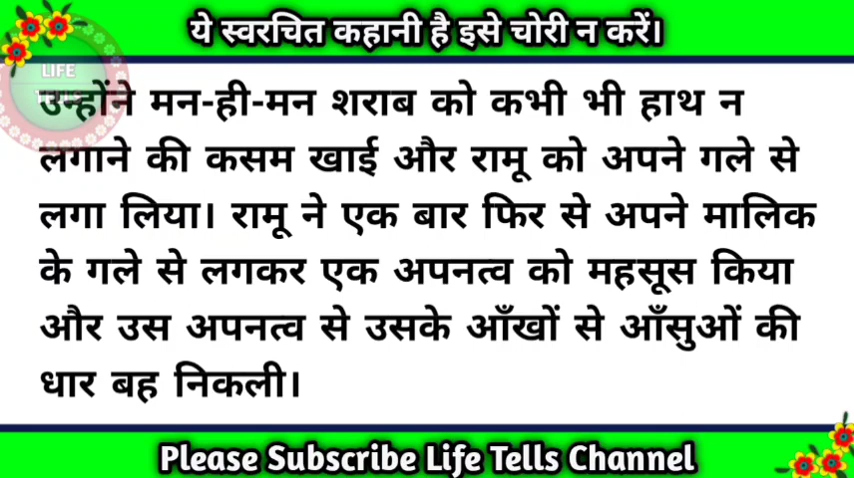 ये स्वरचित कहानी है इसे चोरी न करें।
LIFE
TELLS
उन्होंने मन-ही-मन शराब को कभी भी हाथ न
लगाने की कसम खाई और रामू को अपने गले से
लगा लिया। रामू ने एक बार फिर से अपने मालिक
के गले से लगकर एक अपनत्व को महसूस किया
और उस अपनत्व से उसके आँखों से आँसुओं की
धार बह निकली।
Please Subscribe Life Tells Channel